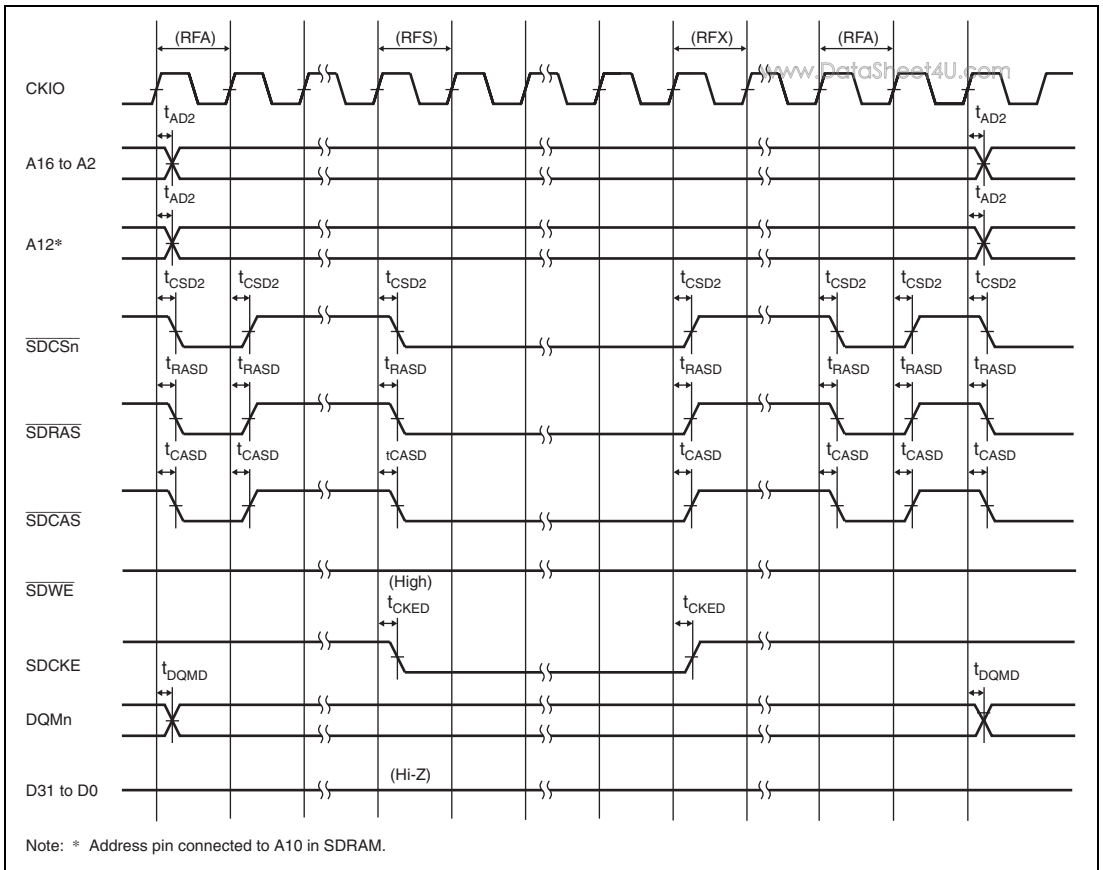 (RFA) (RFS) (RFX) (RFA)
www.DataSheet4U.com
CKIO
tAD2 tAD2
A16 to A2
tAD2 tAD2
A12*
tCSD2 tCSD2 tCSD2 tCSD2 tCSD2 tCSD2 tCSD2
SDCSn
tRASD tRASD tRASD tRASD tRASD tRASD tRASD
SDRAS
tCASD tCASD tCASD tCASD tCASD tCASD tCASD
SDCAS
SDWE
(High)
tCKED tCKED
SDCKE
tDQMD tDQMD
DQMn
(Hi-Z)
D31 to D0
Note: * Address pin connected to A10 in SDRAM.